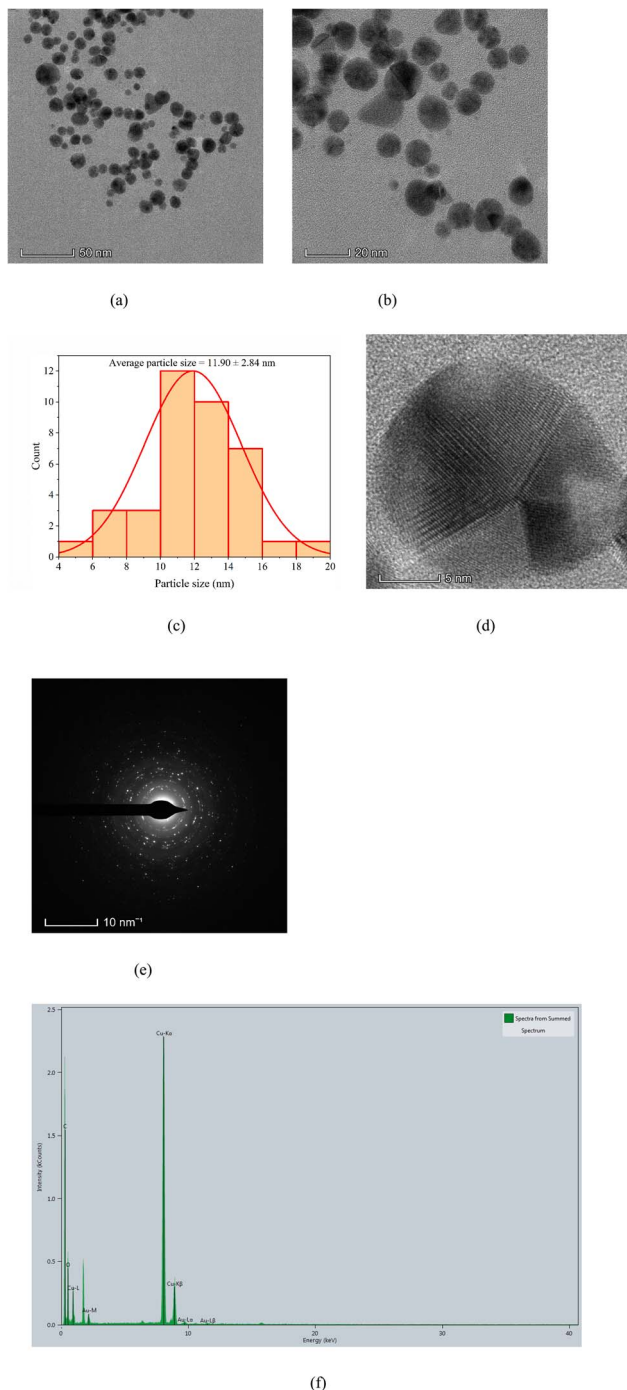 50 nm
20 nm
(a)
(b)
Average particle size = 11.90 ± 2.84 nm
12
10
8
6
4
2
0
Count
4
6
8
10
12
14
16
18
20
Particle size (nm)
5 nm
(c)
(d)
10 nm⁻¹
(e)
2.5
2.0
1.5
1.0
0.5
0.0
Intensity (kCounts)
Spectra from Summed
Spectrum
Cu-Kα
C
O
Cu-L
Au-M
Cu-Kβ
Au-Lα
Au-Lβ
0
10
20
30
40
Energy (keV)
(f)